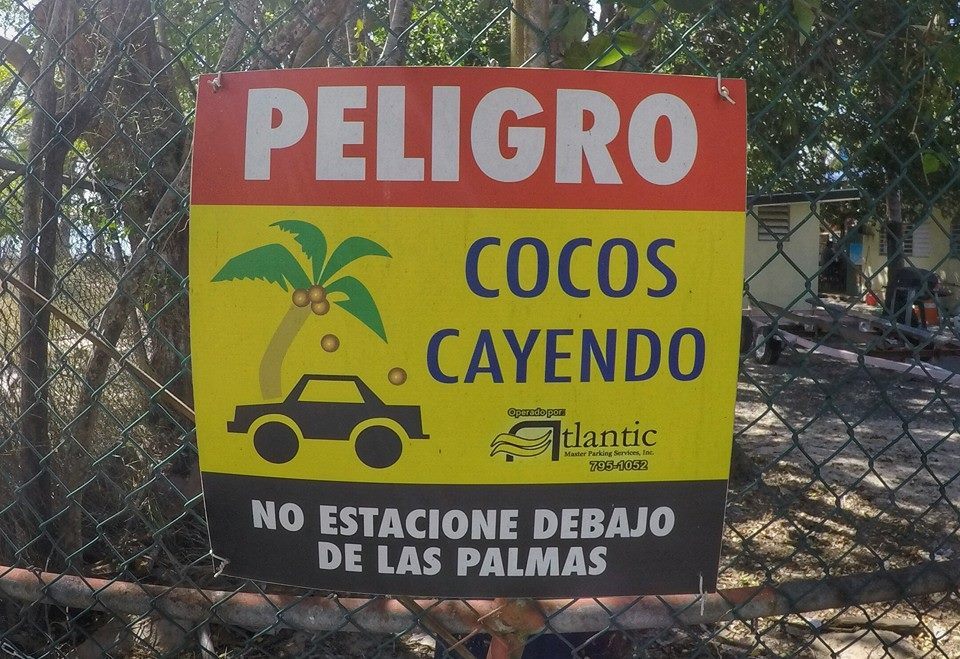 PELIGRO
COCOS
CAYENDO
Operado por:
Atlantic
Master Parking Services, Inc.
795-1052
NO ESTACIONE DEBAJO
DE LAS PALMAS